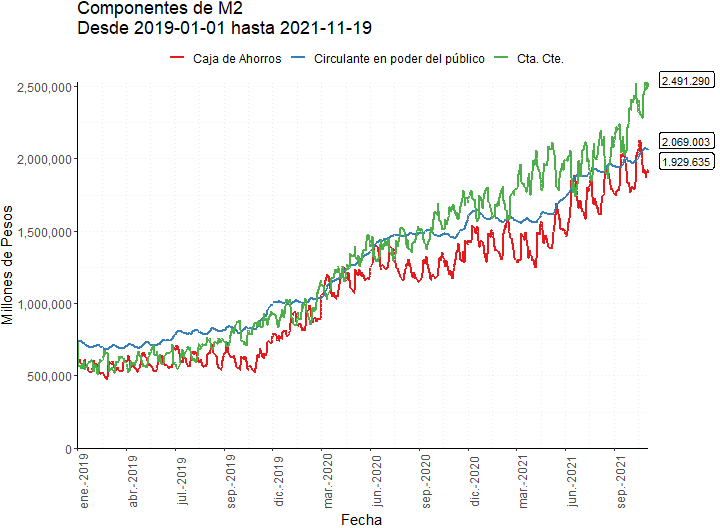 Componentes de M2
Desde 2019-01-01 hasta 2021-11-19
Caja de Ahorros Circulante en poder del público Cta. Cte.
Millones de Pesos
2,500,000
2,000,000
1,500,000
1,000,000
500,000
0
2.491.290
2.069.003
1.929.635
ene.-2019
abr.-2019
jul.-2019
sep.-2019
dic.-2019
mar.-2020
jun.-2020
sep.-2020
dic.-2020
mar.-2021
jun.-2021
sep.-2021
Fecha